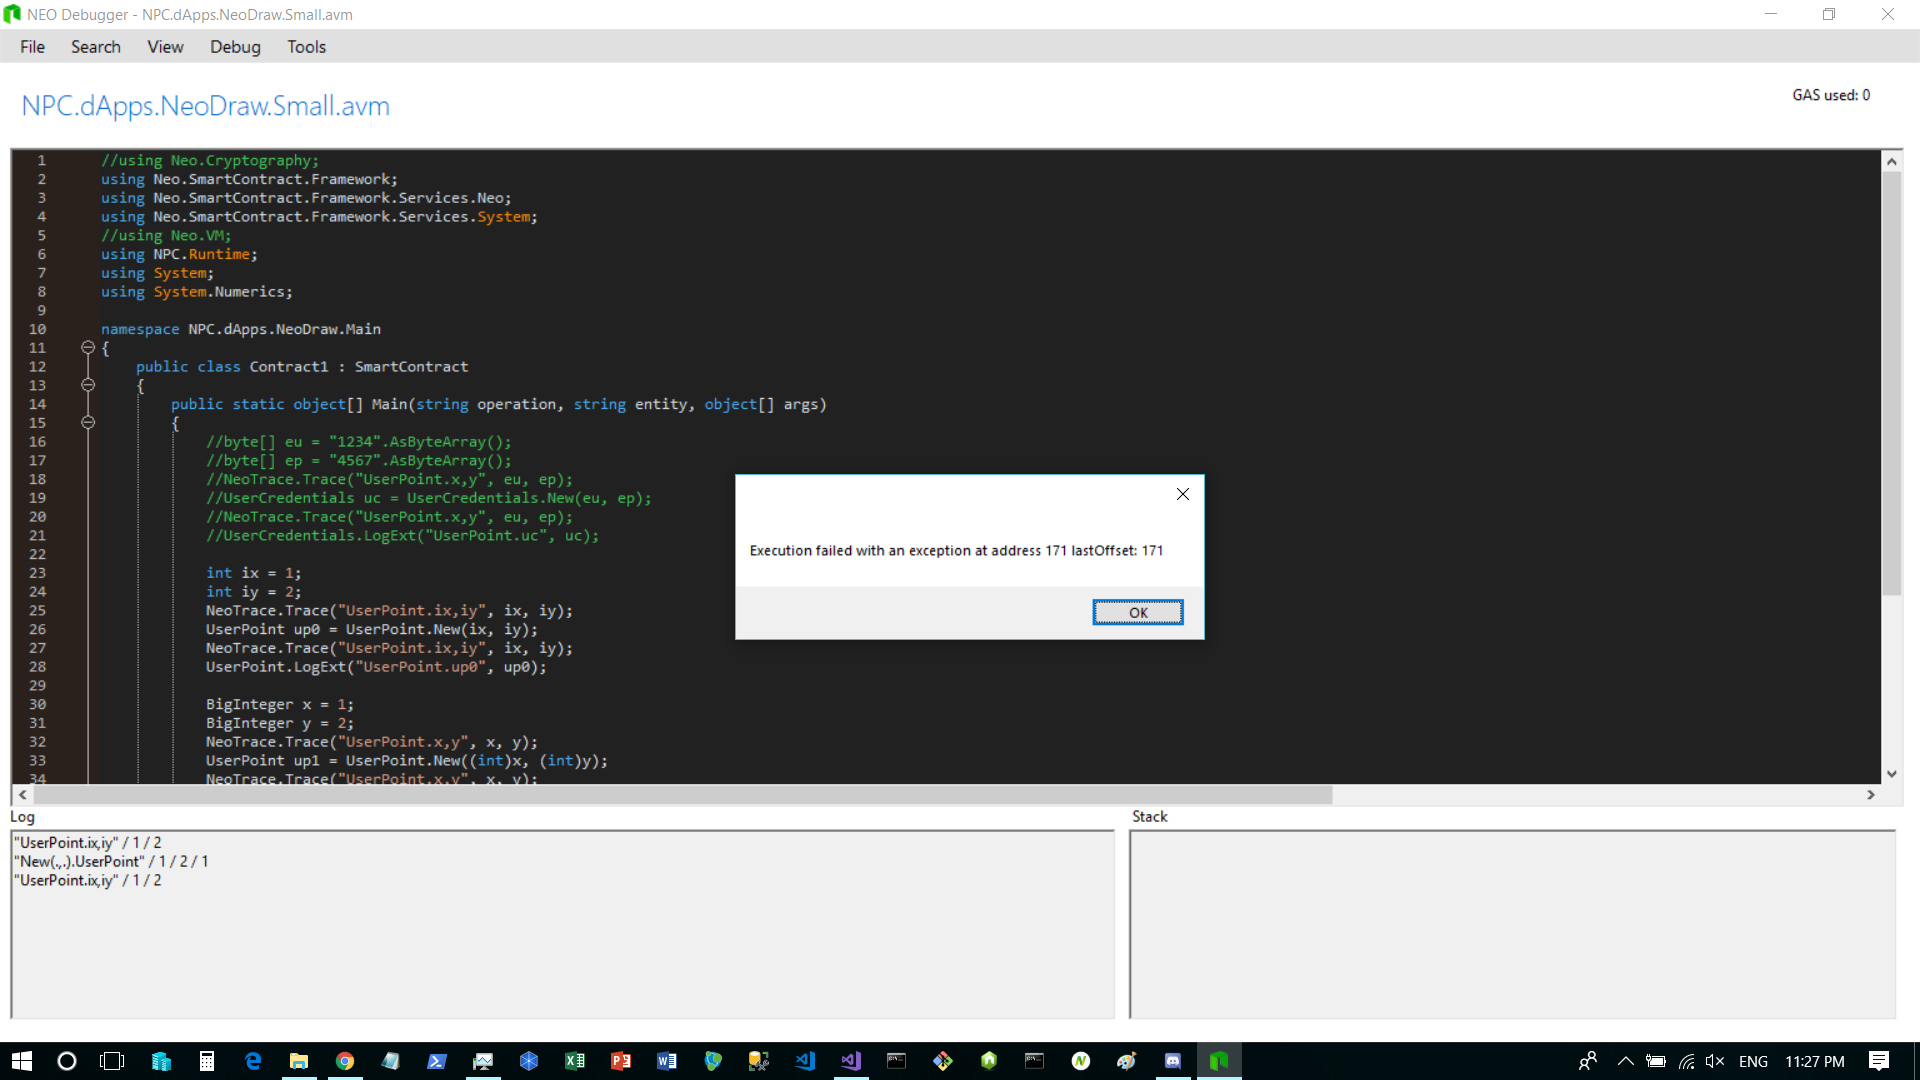 NEO Debugger - NPC.dApps.NeoDraw.Small.avm
File Search View Debug Tools
NPC.dApps.NeoDraw.Small.avm
GAS used: 0
1 //using Neo.Cryptography;
2 using Neo.SmartContract.Framework;
3 using Neo.SmartContract.Framework.Services.Neo;
4 using Neo.SmartContract.Framework.Services.System;
5 //using Neo.VM;
6 using NPC.Runtime;
7 using System;
8 using System.Numerics;
9
10 namespace NPC.dApps.NeoDraw.Main
11 {
12 public class Contract1 : SmartContract
13 {
14 public static object[] Main(string operation, string entity, object[] args)
15 {
16 //byte[] eu = "1234".AsByteArray();
17 //byte[] ep = "4567".AsByteArray();
18 //NeoTrace.Trace("UserPoint.x,y", eu, ep);
19 //UserCredentials uc = UserCredentials.New(eu, ep);
20 //NeoTrace.Trace("UserPoint.x,y", eu, ep);
21 //UserCredentials.LogExt("UserPoint.uc", uc);
22
23 int ix = 1;
24 int iy = 2;
25 NeoTrace.Trace("UserPoint.ix,iy", ix, iy);
26 UserPoint up0 = UserPoint.New(ix, iy);
27 NeoTrace.Trace("UserPoint.ix,iy", ix, iy);
28 UserPoint.LogExt("UserPoint.up0", up0);
29
30 BigInteger x = 1;
31 BigInteger y = 2;
32 NeoTrace.Trace("UserPoint.x,y", x, y);
33 UserPoint up1 = UserPoint.New((int)x, (int)y);
34 NeoTrace.Trace("UserPoint.x,y", x, y);
Execution failed with an exception at address 171 lastOffset: 171
OK
Log
"UserPoint.ix,iy" / 1 / 2
"New(.,.).UserPoint" / 1 / 2 / 1
"UserPoint.ix,iy" / 1 / 2
Stack
ENG 11:27 PM